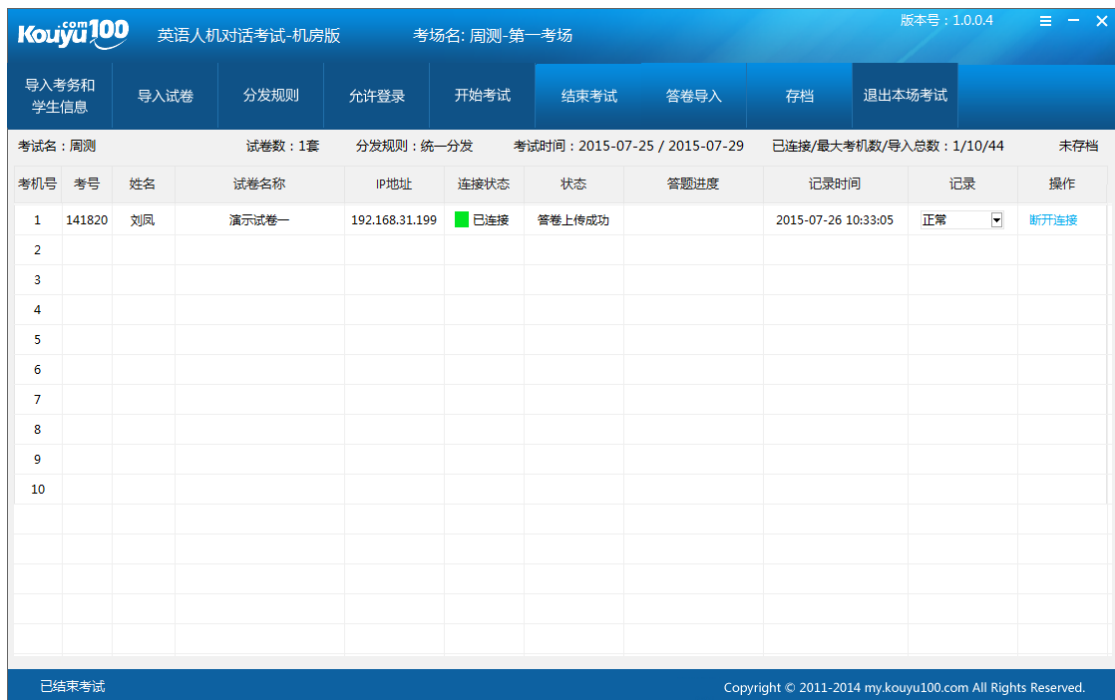 Kouyu.com100 英语人机对话考试-机房版 考场名: 周测-第一考场 版本号：1.0.0.4
导入考务和
学生信息 导入试卷 分发规则 允许登录 开始考试 结束考试 答卷导入 存档 退出本场考试
考试名：周测 试卷数：1套 分发规则：统一分发 考试时间：2015-07-25 / 2015-07-29 已连接/最大考机数/导入总数：1/10/44 未存档
考机号 考号 姓名 试卷名称 IP地址 连接状态 状态 答题进度 记录时间 记录 操作
1 141820 刘凤 演示试卷一 192.168.31.199 已连接 答卷上传成功 2015-07-26 10:33:05 正常 断开连接
2
3
4
5
6
7
8
9
10
已结束考试 Copyright © 2011-2014 my.kouyu100.com All Rights Reserved.